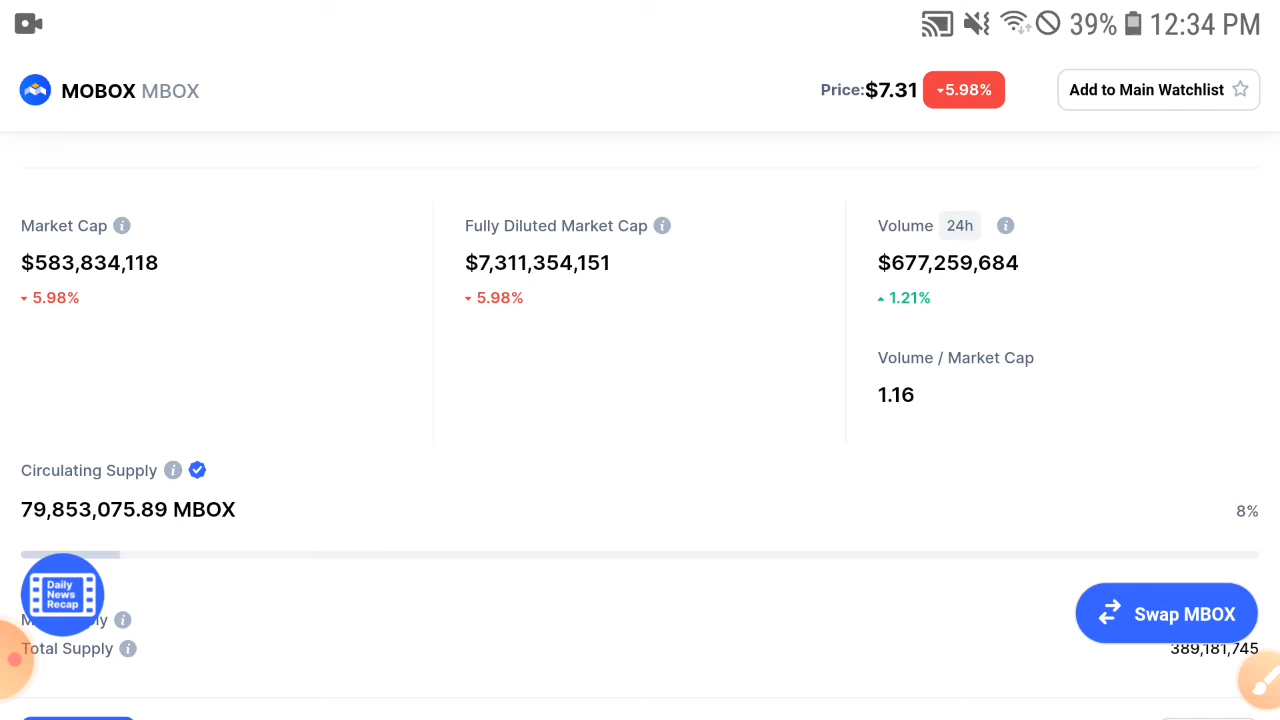 39% 12:34 PM
MOBOX MBOX
Price: $7.31 5.98%
Add to Main Watchlist
Market Cap
$583,834,118
5.98%
Fully Diluted Market Cap
$7,311,354,151
5.98%
Volume 24h
$677,259,684
1.21%
Volume / Market Cap
1.16
Circulating Supply
79,853,075.89 MBOX
8%
Daily
News
Recap
Swap MBOX
Total Supply
389,181,745